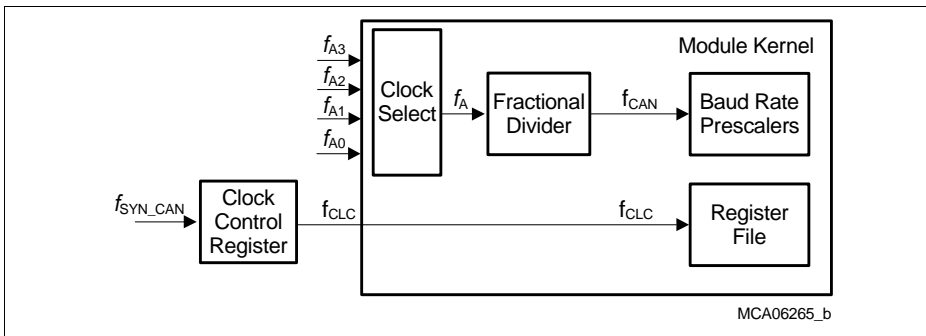 Module Kernel
fA3
fA2
fA1
fA0
Clock
Select
fA
Fractional
Divider
fCAN
Baud Rate
Prescalers
fSYN_CAN
Clock
Control
Register
fCLC
fCLC
Register
File
MCA06265_b